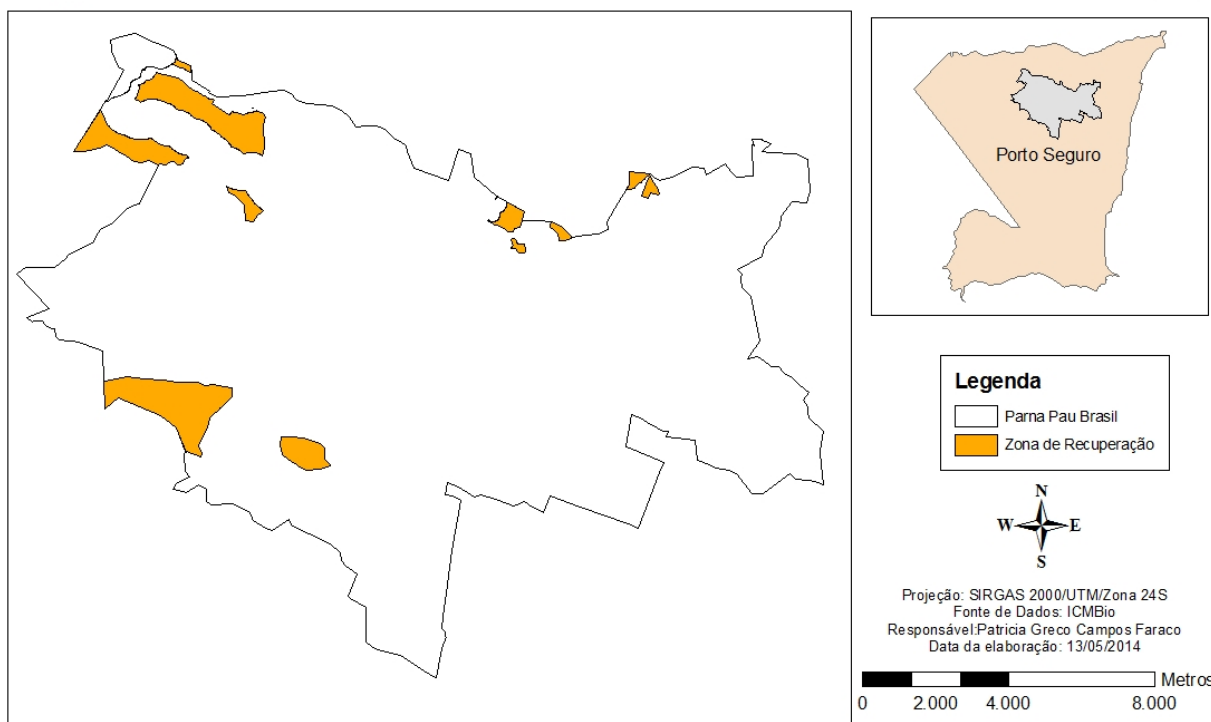 Porto Seguro
Legenda
Parna Pau Brasil
Zona de Recuperação
N
W E
S
Projeção: SIRGAS 2000/UTM/Zona 24S
Fonte de Dados: ICMBio
Responsável:Patricia Greco Campos Faraco
Data da elaboração: 13/05/2014
Metros
0 2.000 4.000 8.000